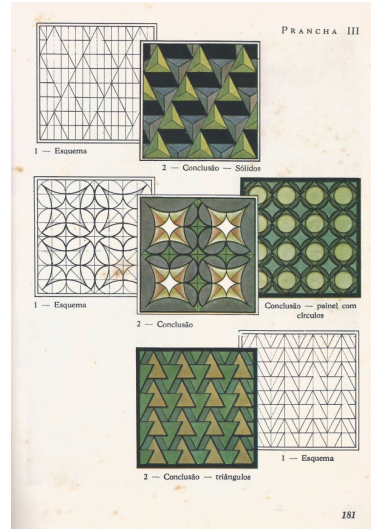 PRANCHA III
1 — Esquema
2 — Conclusão — Sólidos
1 — Esquema
2 — Conclusão
Conclusão — painel com
círculos
2 — Conclusão — triângulos
1 — Esquema
181